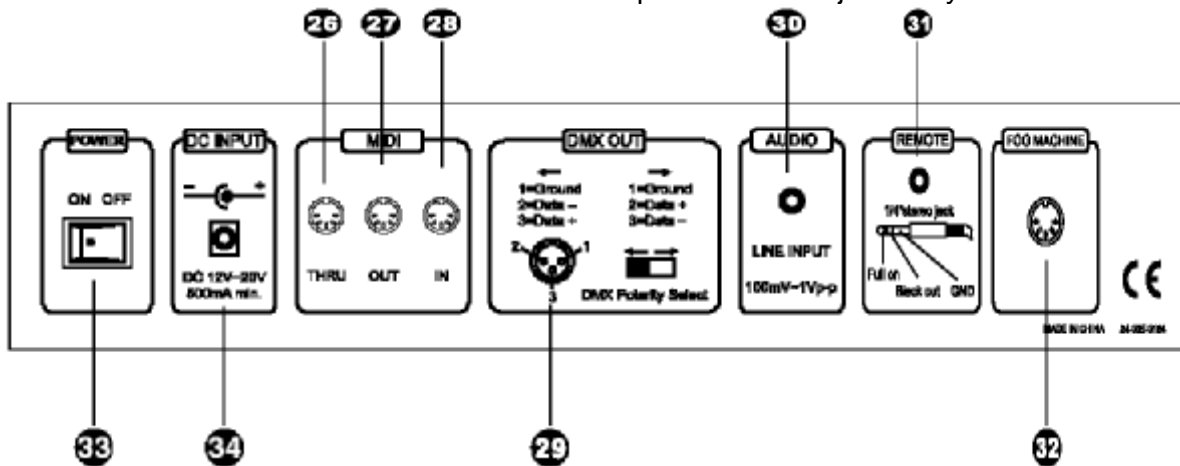 26 27 28 30 31
POWER
ON OFF
DC INPUT
- +
DC 12V~20V
500mA min.
MIDI
THRU OUT IN
DMX OUT
← →
1=Ground 1=Ground
2=Data - 2=Data +
3=Data + 3=Data -
2 1
3
DMX Polarity Select
AUDIO
LINE INPUT
100mV~1Vp-p
REMOTE
stereo jack
Full on
Black out GND
FOG MACHINE
CE
MADE IN CHINA
33 34 29 32